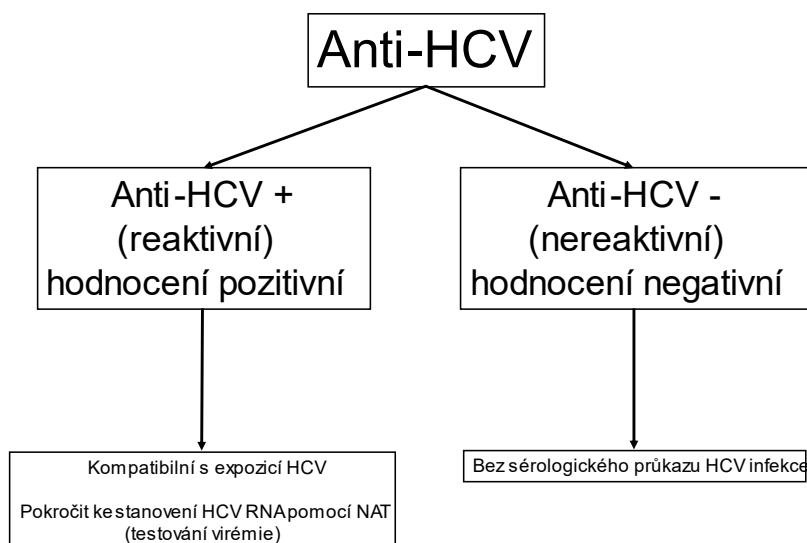 Anti-HCV
Anti-HCV +
(reaktivní)
hodnocení pozitivní
Anti-HCV -
(nereaktivní)
hodnocení negativní
Kompatibilní s expozicí HCV
Pokročit ke stanovení HCV RNA pomocí NAT
(testování virémie)
Bez sérologického průkazu HCV infekce